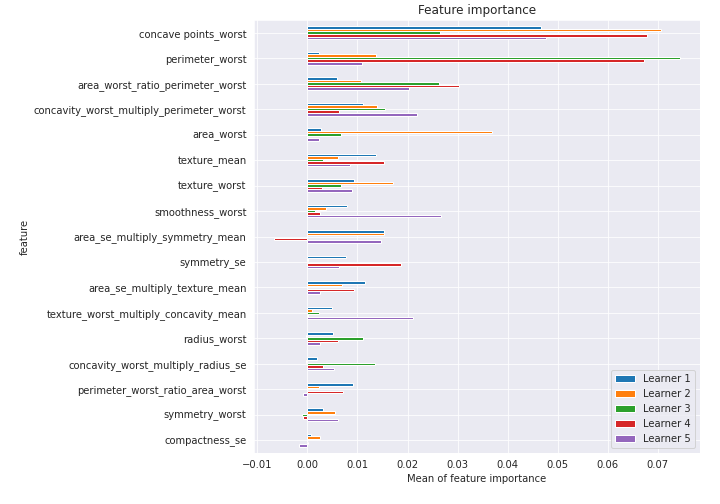 Feature importance
concave points_worst
perimeter_worst
area_worst_ratio_perimeter_worst
concavity_worst_multiply_perimeter_worst
area_worst
texture_mean
texture_worst
smoothness_worst
area_se_multiply_symmetry_mean
symmetry_se
area_se_multiply_texture_mean
texture_worst_multiply_concavity_mean
radius_worst
concavity_worst_multiply_radius_se
perimeter_worst_ratio_area_worst
symmetry_worst
compactness_se
feature
Learner 1
Learner 2
Learner 3
Learner 4
Learner 5
−0.01 0.00 0.01 0.02 0.03 0.04 0.05 0.06 0.07
Mean of feature importance